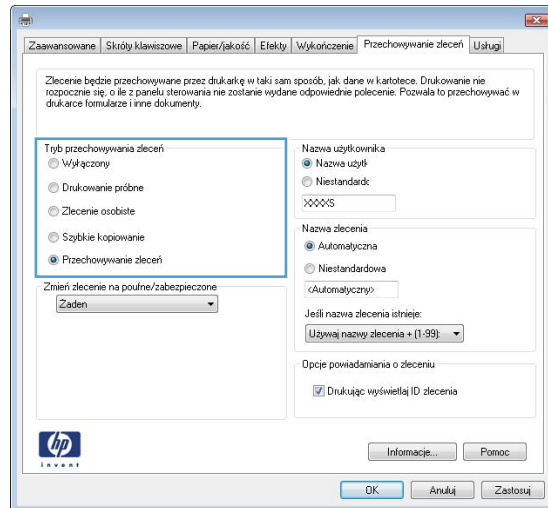 Zaawansowane Skróty klawiszowe Papier/jakość Efekty Wykończenie Przechowywanie zleceń Usługi
Zlecenie będzie przechowywane przez drukarkę w taki sam sposób, jak dane w kartotece. Drukowanie nie
rozpocznie się, o ile z panelu sterowania nie zostanie wydane odpowiednie polecenie. Pozwala to przechowywać w
drukarce formularze i inne dokumenty.
Tryb przechowywania zleceń
Wyłączony
Drukowanie próbne
Zlecenie osobiste
Szybkie kopiowanie
Przechowywanie zleceń
Zmień zlecenie na poufne/zabezpieczone
Żaden
Nazwa użytkownika
Nazwa użytk
Niestandardc
XXXXS
Nazwa zlecenia
Automatyczna
Niestandardowa
<Automatyczny>
Jeśli nazwa zlecenia istnieje:
Używaj nazwy zlecenia + (1-99):
Opcje powiadamiania o zleceniu
Drukując wyświetlaj ID zlecenia
hp
invent
Informacje... Pomoc
OK Anuluj Zastosuj